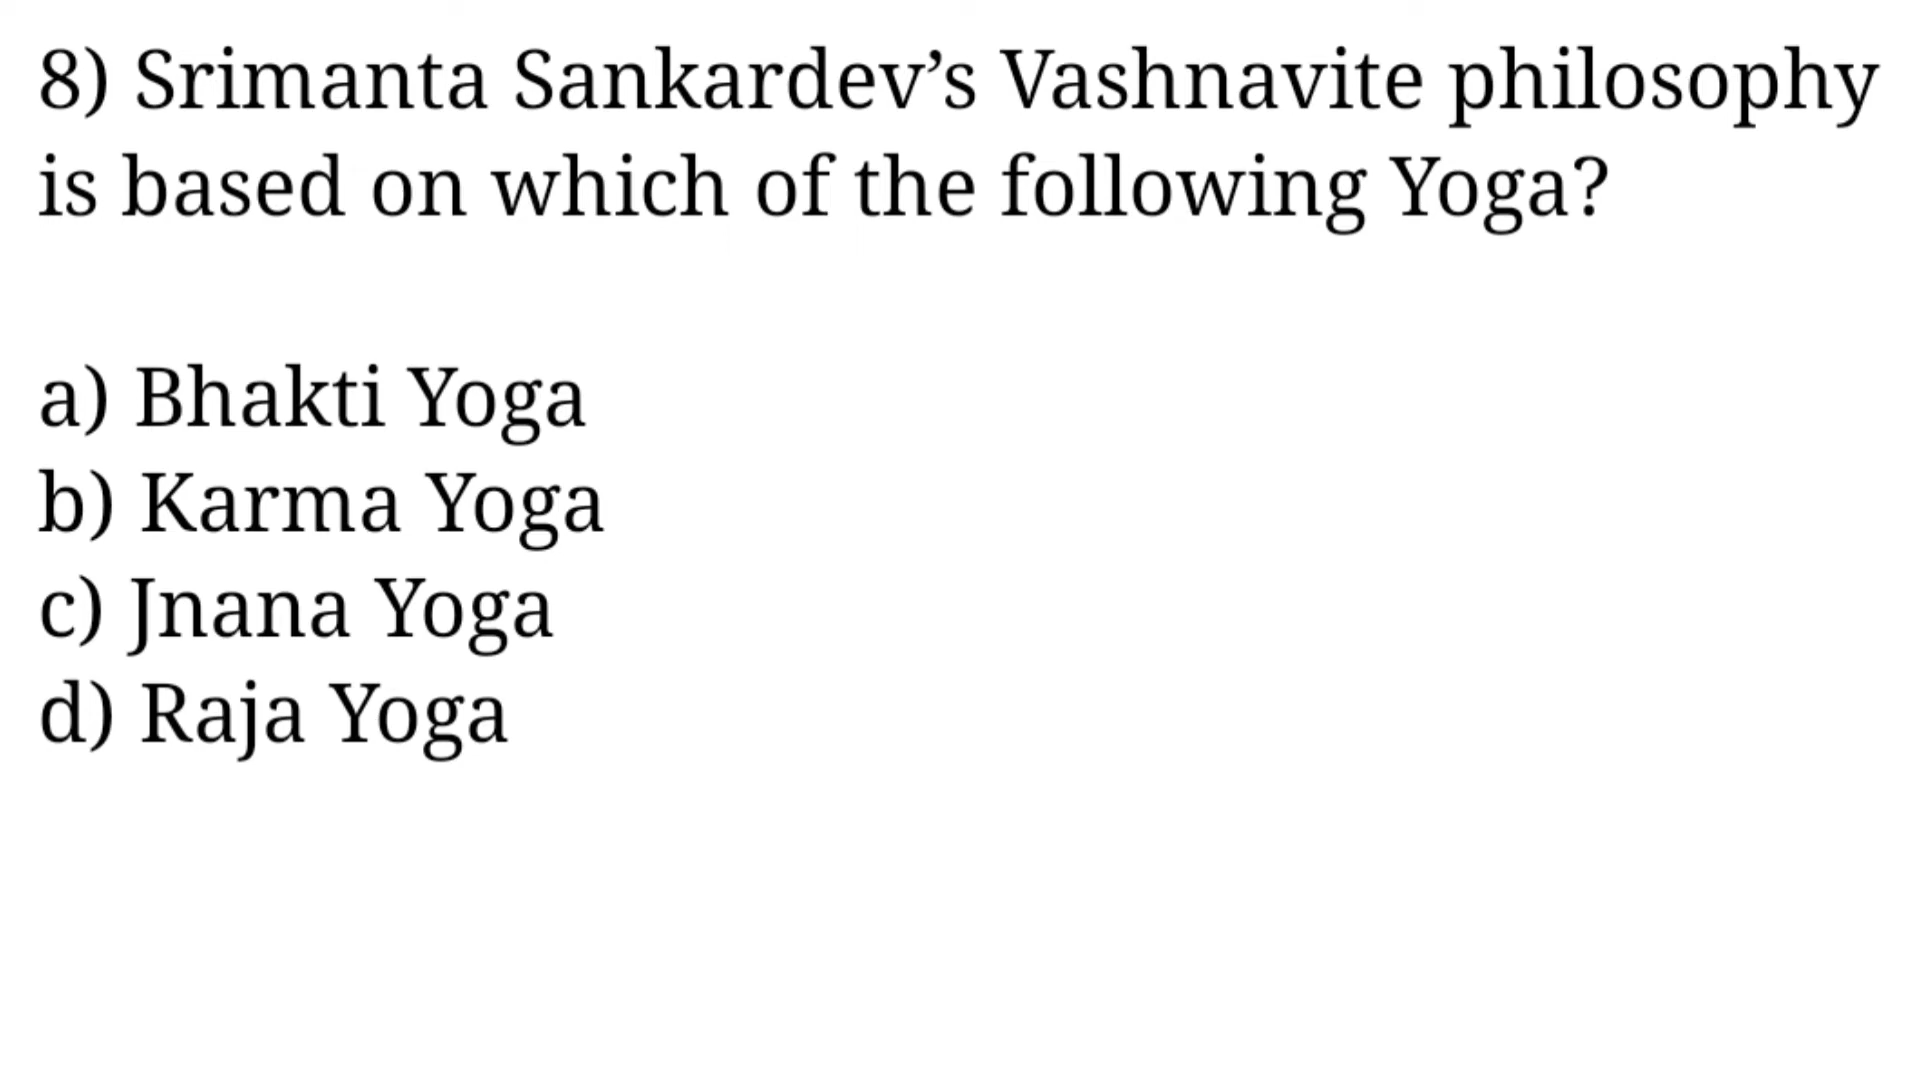 8) Srimanta Sankardev’s Vashnavite philosophy
is based on which of the following Yoga?
a) Bhakti Yoga
b) Karma Yoga
c) Jnana Yoga
d) Raja Yoga